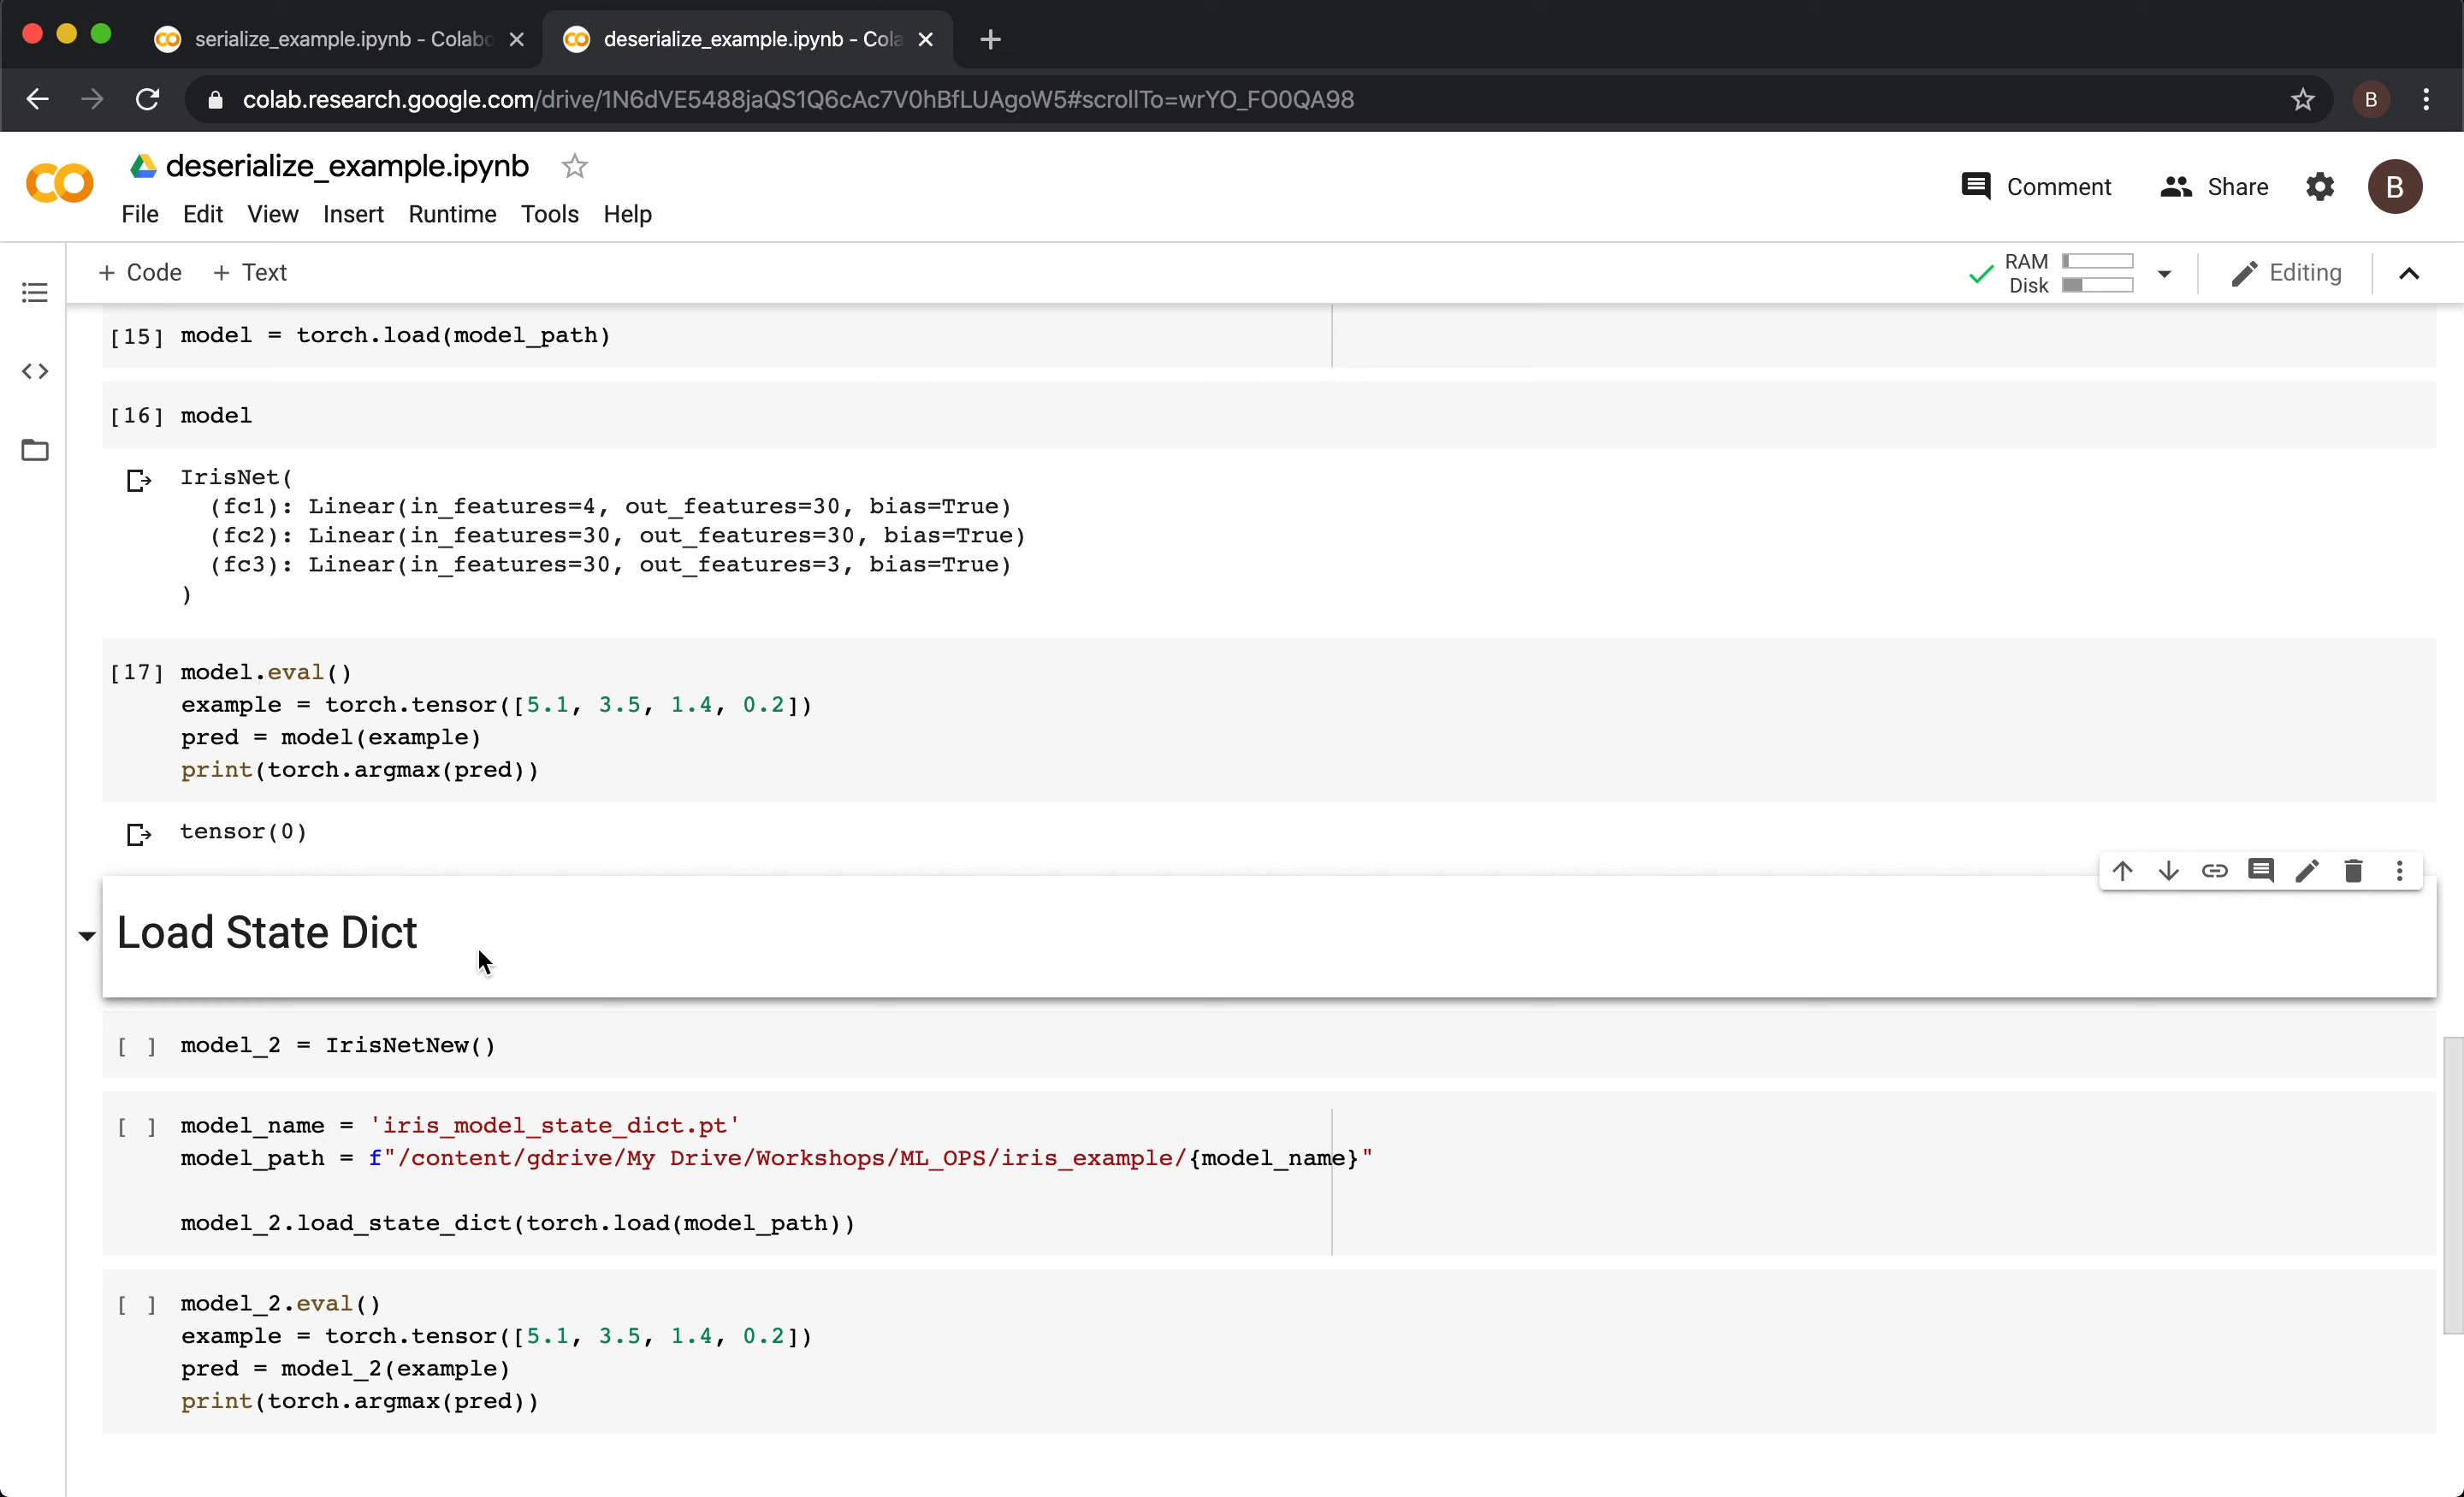 serialize_example.ipynb - Colabo
deserialize_example.ipynb - Cola
colab.research.google.com/drive/1N6dVE5488jaQS1Q6cAc7V0hBfLUAgoW5#scrollTo=wrYO_FO0QA98
B
deserialize_example.ipynb
Comment
Share
B
File Edit View Insert Runtime Tools Help
+ Code + Text
RAM
Disk
Editing
[15] model = torch.load(model_path)
[16] model
IrisNet(
(fc1): Linear(in_features=4, out_features=30, bias=True)
(fc2): Linear(in_features=30, out_features=30, bias=True)
(fc3): Linear(in_features=30, out_features=3, bias=True)
)
[17] model.eval()
example = torch.tensor([5.1, 3.5, 1.4, 0.2])
pred = model(example)
print(torch.argmax(pred))
tensor(0)
Load State Dict
[ ] model_2 = IrisNetNew()
[ ] model_name = 'iris_model_state_dict.pt'
model_path = f"/content/gdrive/My Drive/Workshops/ML_OPS/iris_example/{model_name}"
model_2.load_state_dict(torch.load(model_path))
[ ] model_2.eval()
example = torch.tensor([5.1, 3.5, 1.4, 0.2])
pred = model_2(example)
print(torch.argmax(pred))